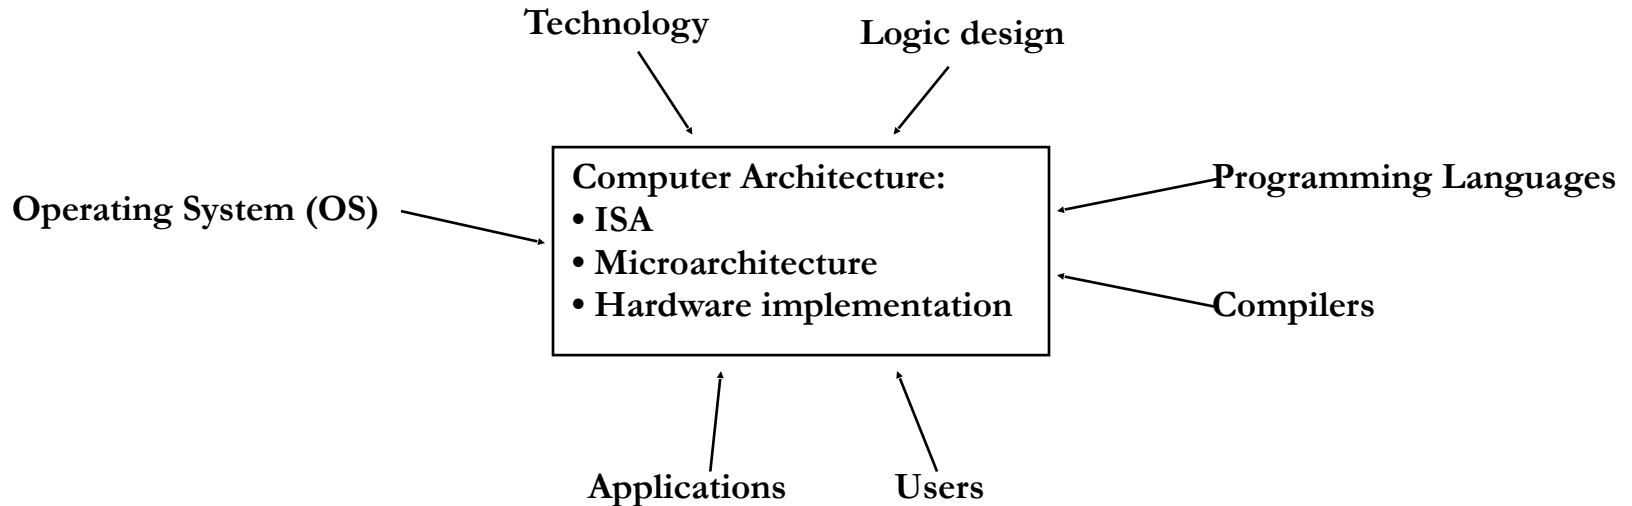 Technology
Logic design
Computer Architecture:
• ISA
• Microarchitecture
• Hardware implementation
Operating System (OS)
Programming Languages
Compilers
Applications
Users